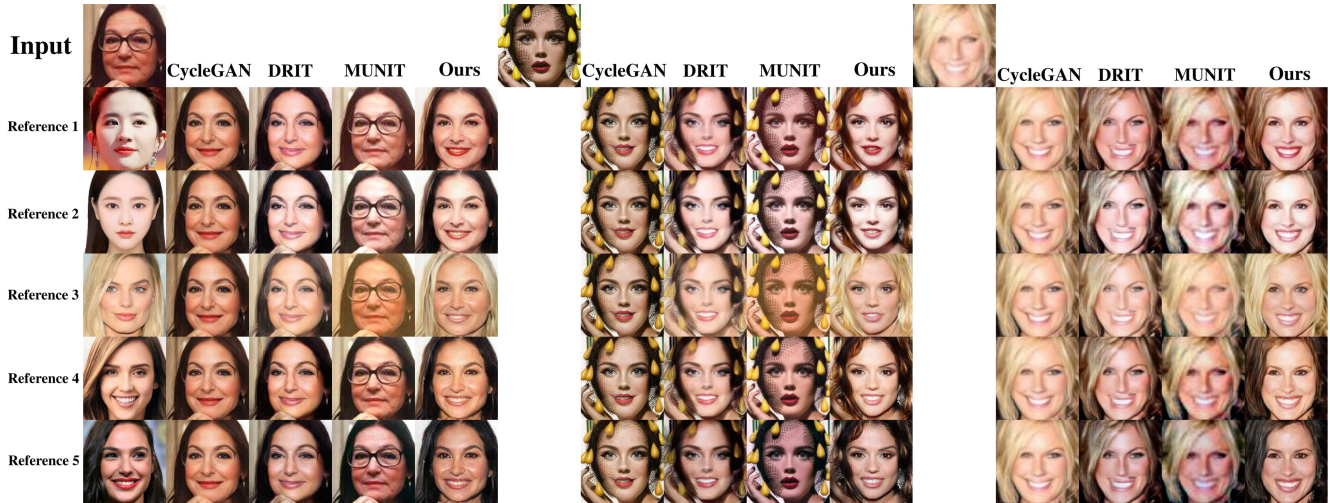 Input
CycleGAN DRIT MUNIT Ours
CycleGAN DRIT MUNIT Ours
CycleGAN DRIT MUNIT Ours
Reference 1
Reference 2
Reference 3
Reference 4
Reference 5